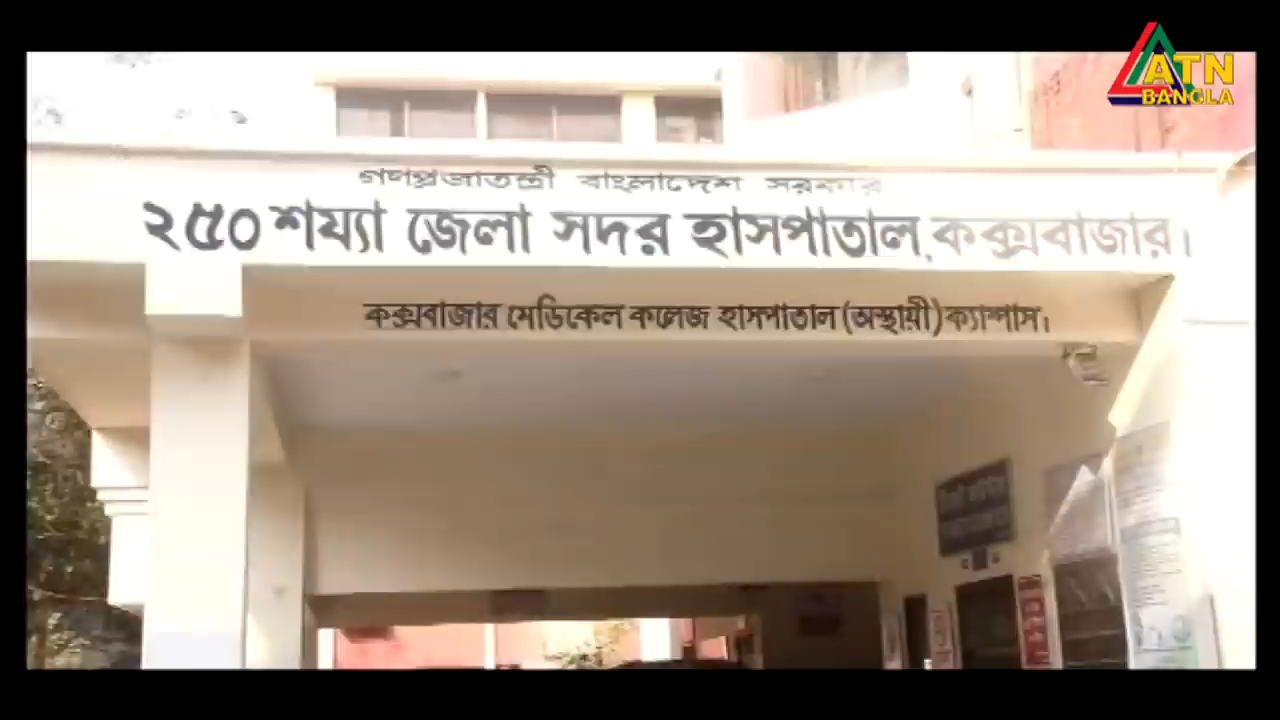 ATN
BANGLA
গণপ্রজাতন্ত্রী বাংলাদেশ সরকার
২৫০ শয্যা জেলা সদর হাসপাতাল, কক্সবাজার।
কক্সবাজার মেডিকেল কলেজ হাসপাতাল (অস্থায়ী) ক্যাম্পাস।